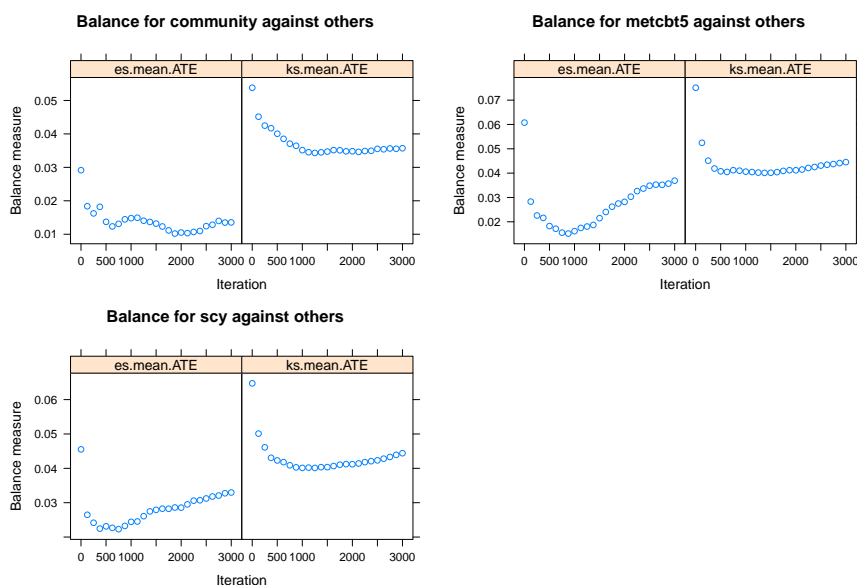 Balance for community against others
es.mean.ATE ks.mean.ATE
Balance measure
0.05
0.04
0.03
0.02
0.01
0 500 1000 2000 3000 0 500 1000 2000 3000
Iteration
Balance for metcbt5 against others
es.mean.ATE ks.mean.ATE
Balance measure
0.07
0.06
0.05
0.04
0.03
0.02
0 500 1000 2000 3000 0 500 1000 2000 3000
Iteration
Balance for scy against others
es.mean.ATE ks.mean.ATE
Balance measure
0.06
0.05
0.04
0.03
0 500 1000 2000 3000 0 500 1000 2000 3000
Iteration